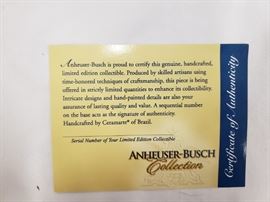 Anheuser-Busch is proud to certify this genuine, handcrafted,
limited edition collectible. Produced by skilled artisans using
time-honored techniques of craftsmanship, this piece is being
offered in strictly limited quantities to enhance its collectibility.
Intricate designs and hand-painted details are also your
assurance of lasting quality and value. A sequential number
on the base acts as the signature of authenticity.
Handcrafted by Ceramarte® of Brazil.
Serial Number of Your Limited Edition Collectible
ANHEUSER-BUSCH
Collection
Certificate of Authenticity